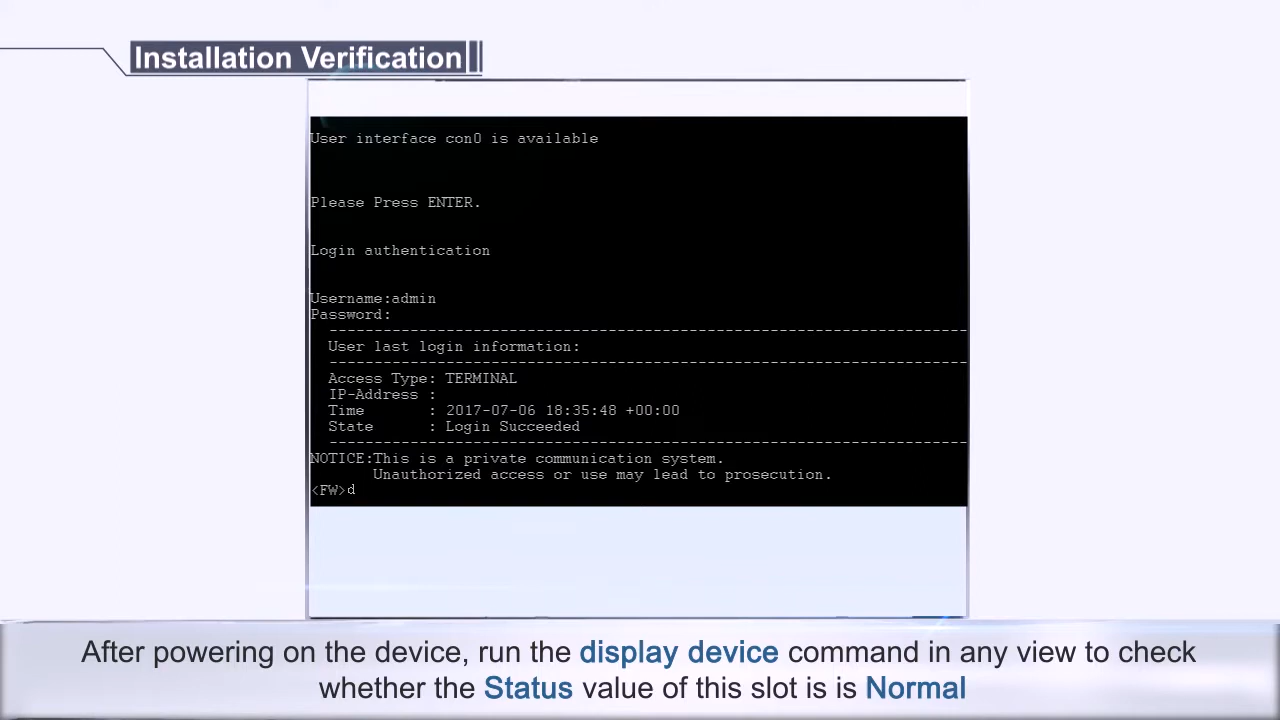 Installation Verification
User interface con0 is available
Please Press ENTER.
Login authentication
Username:admin
Password:
----------------------------------------------------------------------
User last login information:
----------------------------------------------------------------------
Access Type: TERMINAL
IP-Address :
Time : 2017-07-06 18:35:48 +00:00
State : Login Succeeded
----------------------------------------------------------------------
NOTICE:This is a private communication system.
Unauthorized access or use may lead to prosecution.
<FW>d
After powering on the device, run the display device command in any view to check
whether the Status value of this slot is is Normal